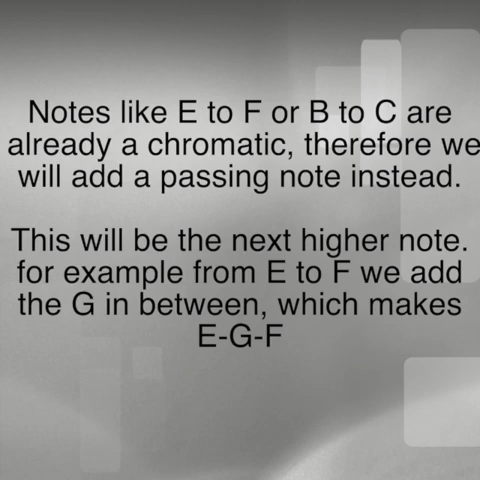 Notes like E to F or B to C are
already a chromatic, therefore we
will add a passing note instead.
This will be the next higher note.
for example from E to F we add
the G in between, which makes
E-G-F